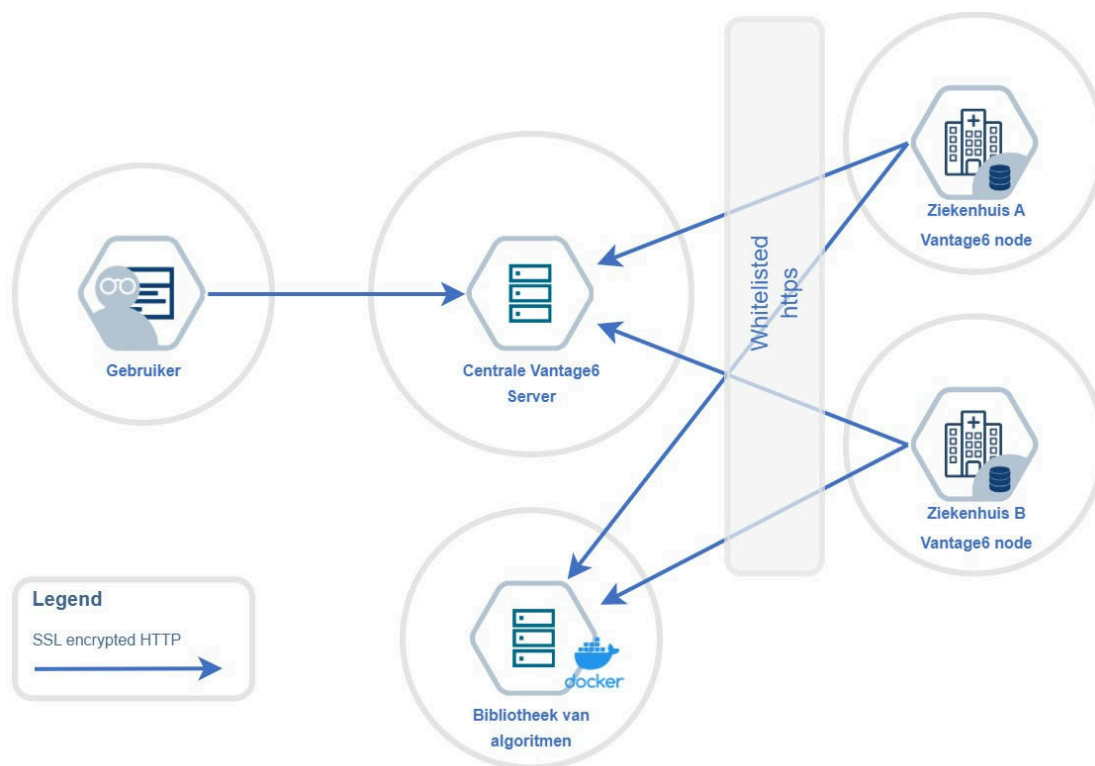 Ziekenhuis A
Vantage6 node
Whitelisted
https
Gebruiker
Centrale Vantage6
Server
Ziekenhuis B
Vantage6 node
Legend
SSL encrypted HTTP
docker
Bibliotheek van
algoritmen